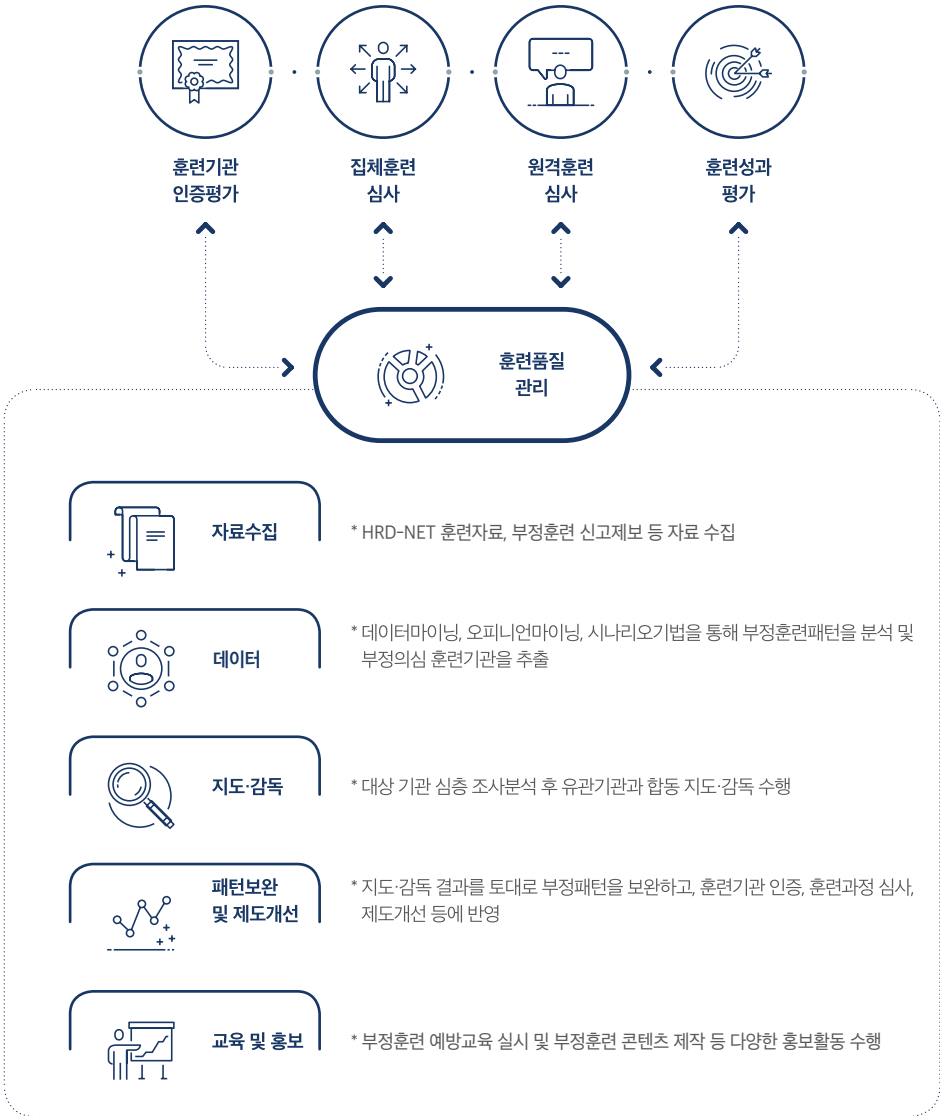 훈련기관
인증평가
집체훈련
심사
원격훈련
심사
훈련성과
평가
훈련품질
관리
자료수집
* HRD-NET 훈련자료, 부정훈련 신고제보 등 자료 수집
데이터
* 데이터마이닝, 오피니언마이닝, 시나리오기법을 통해 부정훈련패턴을 분석 및
부정의심 훈련기관을 추출
지도·감독
* 대상 기관 심층 조사분석 후 유관기관과 합동 지도·감독 수행
패턴보완
및 제도개선
* 지도·감독 결과를 토대로 부정패턴을 보완하고, 훈련기관 인증, 훈련과정 심사,
제도개선 등에 반영
교육 및 홍보
* 부정훈련 예방교육 실시 및 부정훈련 콘텐츠 제작 등 다양한 홍보활동 수행